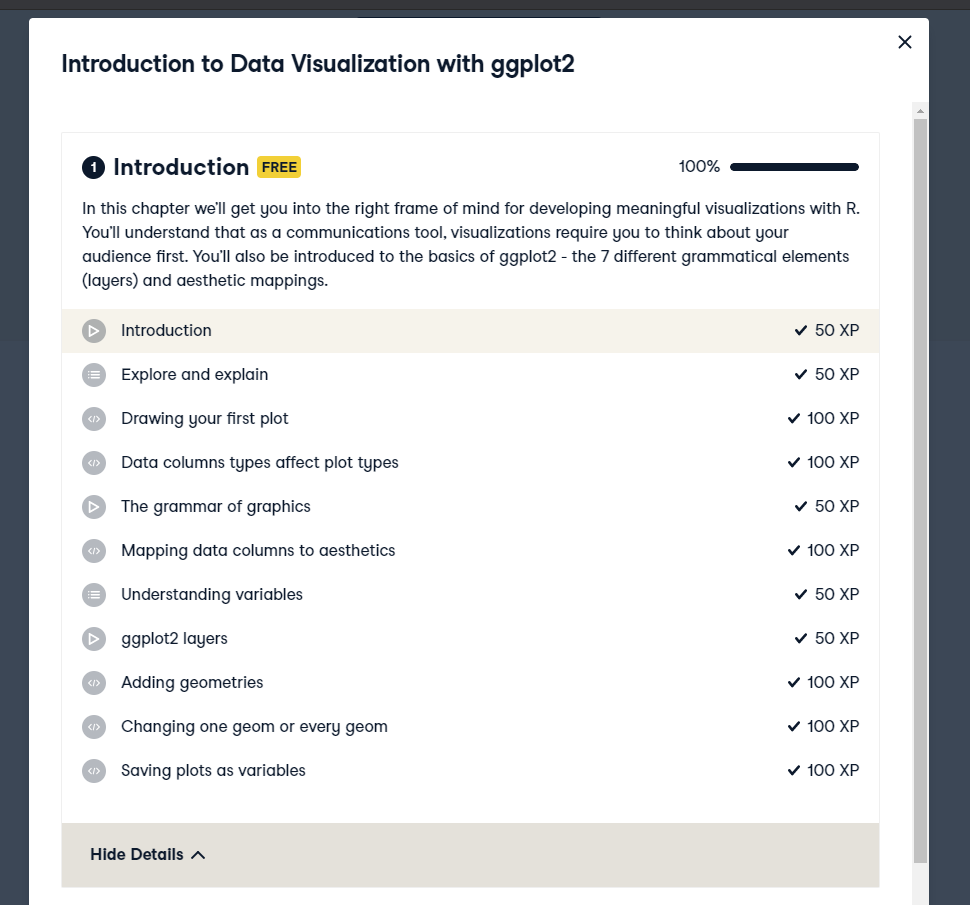 Introduction to Data Visualization with ggplot2
1 Introduction FREE 100%
In this chapter we'll get you into the right frame of mind for developing meaningful visualizations with R.
You'll understand that as a communications tool, visualizations require you to think about your
audience first. You'll also be introduced to the basics of ggplot2 - the 7 different grammatical elements
(layers) and aesthetic mappings.
Introduction 50 XP
Explore and explain 50 XP
Drawing your first plot 100 XP
Data columns types affect plot types 100 XP
The grammar of graphics 50 XP
Mapping data columns to aesthetics 100 XP
Understanding variables 50 XP
ggplot2 layers 50 XP
Adding geometries 100 XP
Changing one geom or every geom 100 XP
Saving plots as variables 100 XP
Hide Details